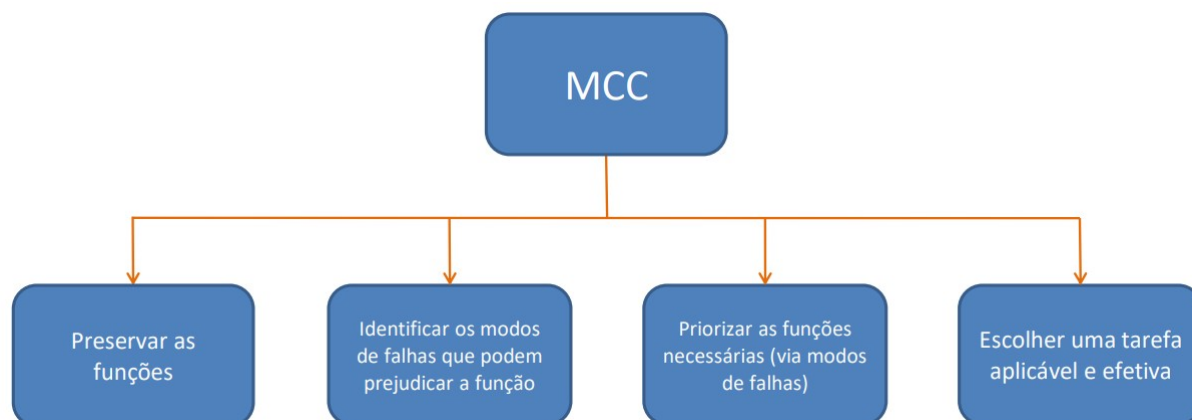 MCC
Preservar as
funções
Identificar os modos
de falhas que podem
prejudicar a função
Priorizar as funções
necessárias (via modos
de falhas)
Escolher uma tarefa
aplicável e efetiva